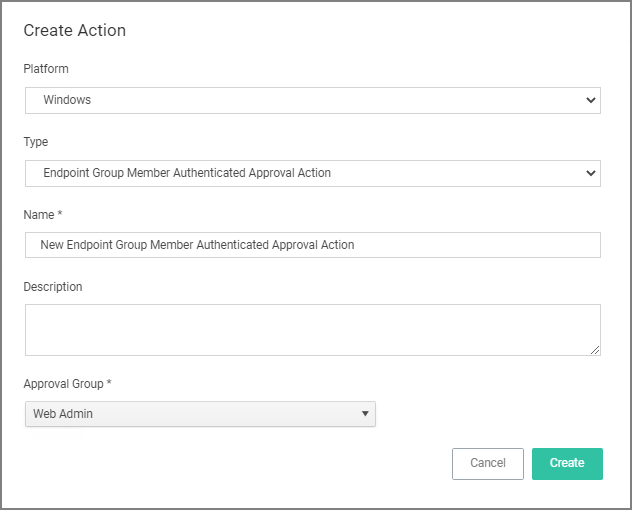 Create Action
Platform
Windows
Type
Endpoint Group Member Authenticated Approval Action
Name *
New Endpoint Group Member Authenticated Approval Action
Description
Approval Group *
Web Admin
Cancel Create